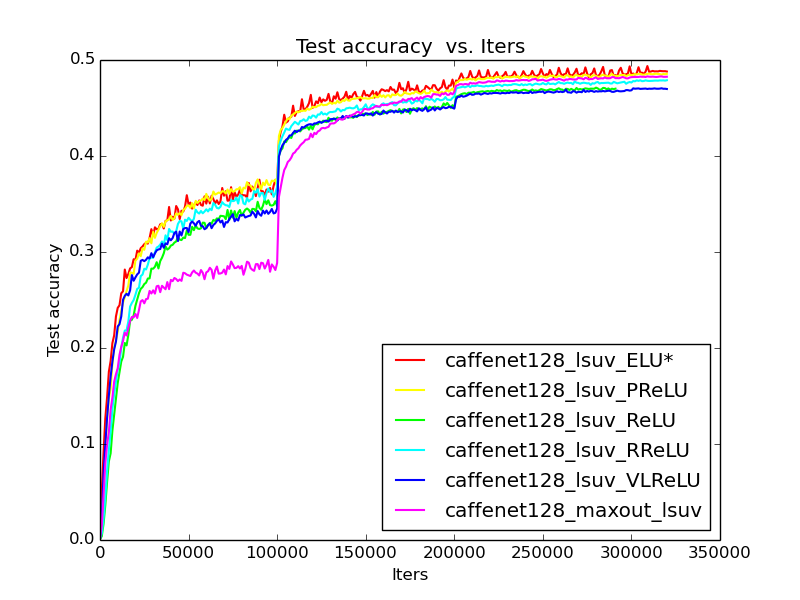 Test accuracy  vs. Iters
0.5
0.4
0.3
0.2
0.1
0.0
Test accuracy
caffenet128_lsuv_ELU*
caffenet128_lsuv_PReLU
caffenet128_lsuv_ReLU
caffenet128_lsuv_RReLU
caffenet128_lsuv_VLReLU
caffenet128_maxout_lsuv
0 50000 100000 150000 200000 250000 300000 350000
Iters